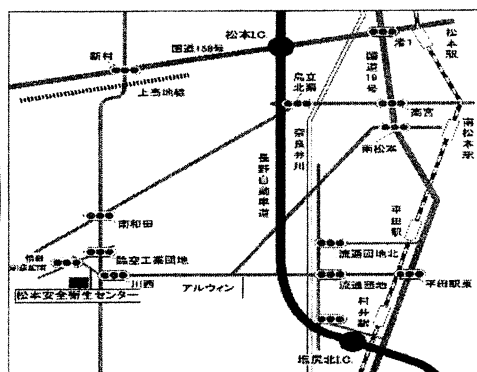 松本I.C.
渚1
松本駅
新村
国道158号
国道19号
上高地線
島立北栗
高宮
奈良井川
南松本
南松本駅
長野自動車道
平田駅
南和田
臨空工業団地
流通団地北
川西
アルウィン
流通団地
平田駅東
松本安全衛生センター
村井駅
塩尻北I.C.